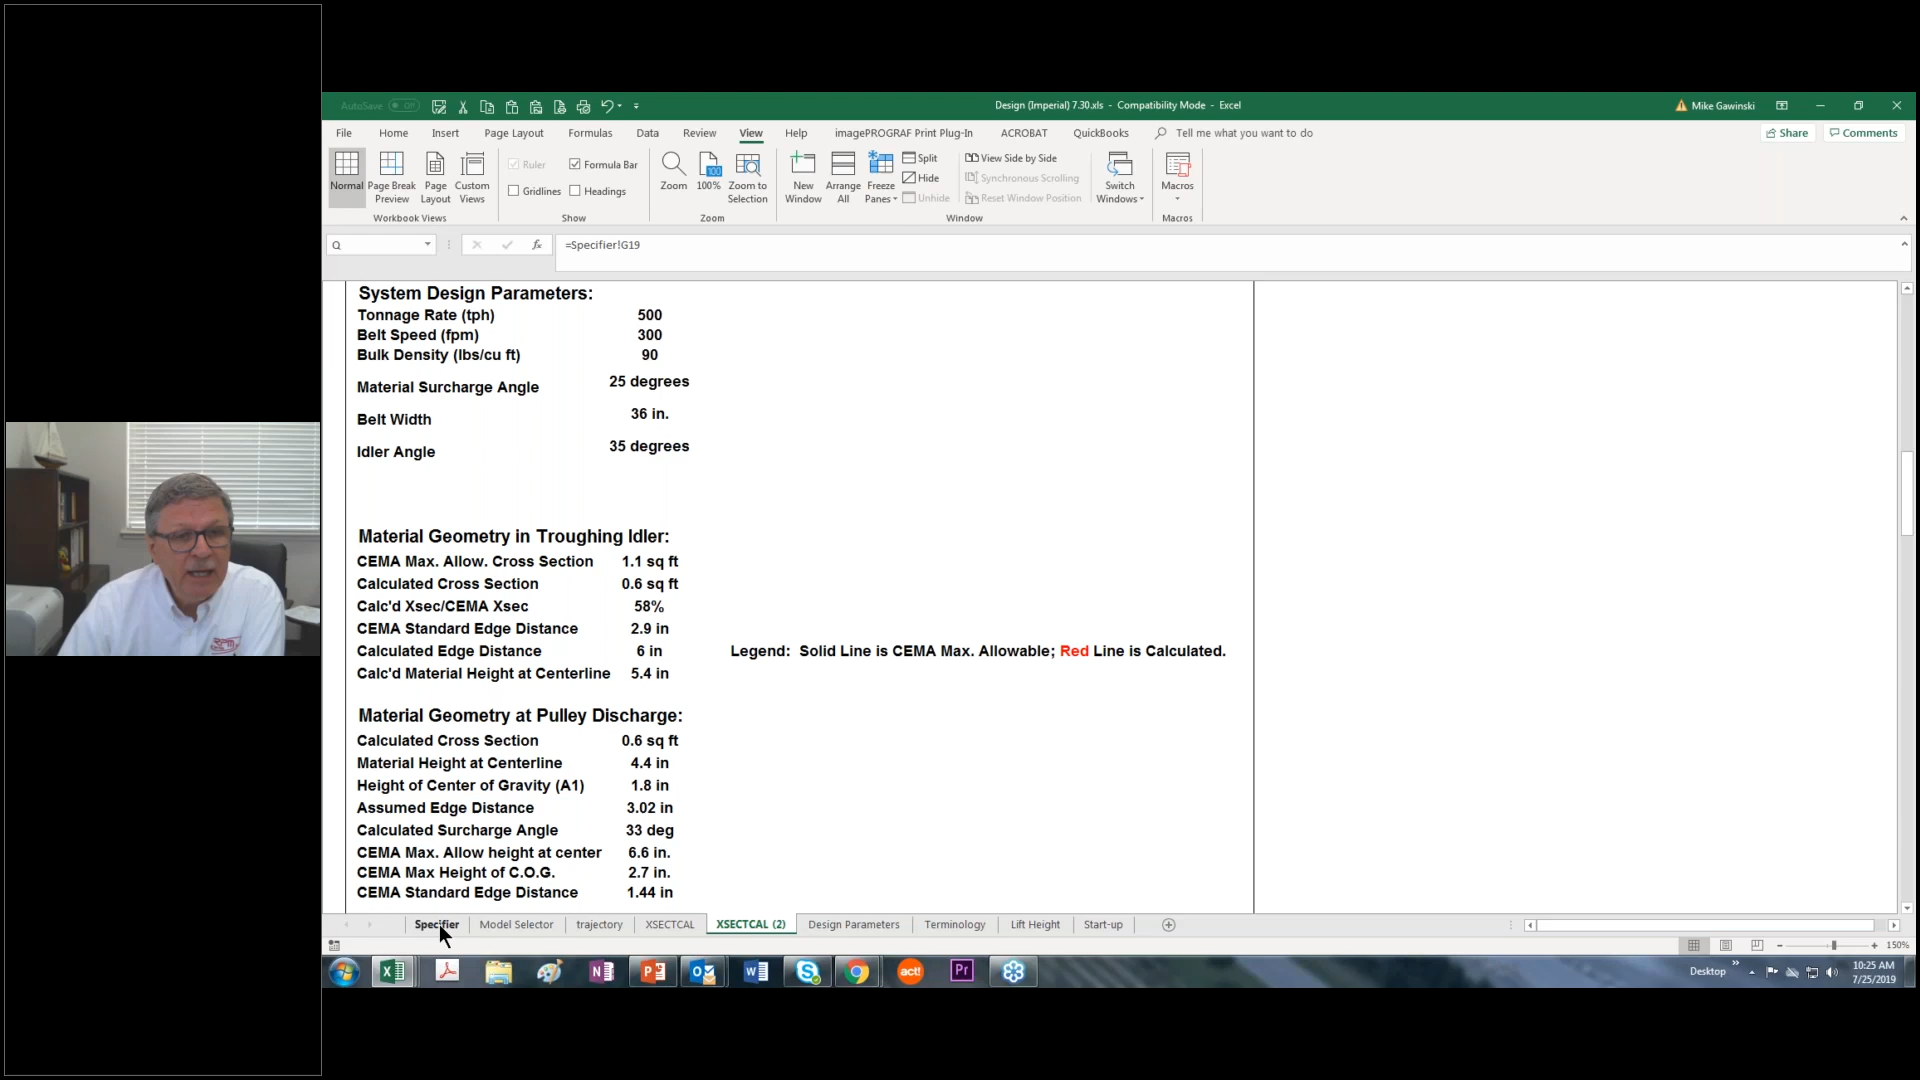 AutoSave Off
Design (Imperial) 7.30.xls - Compatibility Mode - Excel
Mike Gawinski
File Home Insert Page Layout Formulas Data Review View Help imagePROGRAF Print Plug-In ACROBAT QuickBooks Tell me what you want to do
Share Comments
Normal
Page Break Preview
Page Layout
Custom Views
Workbook Views
Ruler
Formula Bar
Gridlines
Headings
Show
Zoom
100
100%
Zoom to Selection
Zoom
New Window
Arrange All
Freeze Panes
Split
Hide
Unhide
View Side by Side
Synchronous Scrolling
Reset Window Position
Window
Switch Windows
Macros
Macros
Q
fx
=Specifier!G19
System Design Parameters:
Tonnage Rate (tph) 500
Belt Speed (fpm) 300
Bulk Density (lbs/cu ft) 90
Material Surcharge Angle 25 degrees
Belt Width 36 in.
Idler Angle 35 degrees
Material Geometry in Troughing Idler:
CEMA Max. Allow. Cross Section 1.1 sq ft
Calculated Cross Section 0.6 sq ft
Calc'd Xsec/CEMA Xsec 58%
CEMA Standard Edge Distance 2.9 in
Calculated Edge Distance 6 in
Legend: Solid Line is CEMA Max. Allowable; Red Line is Calculated.
Calc'd Material Height at Centerline 5.4 in
Material Geometry at Pulley Discharge:
Calculated Cross Section 0.6 sq ft
Material Height at Centerline 4.4 in
Height of Center of Gravity (A1) 1.8 in
Assumed Edge Distance 3.02 in
Calculated Surcharge Angle 33 deg
CEMA Max. Allow height at center 6.6 in.
CEMA Max Height of C.O.G. 2.7 in.
CEMA Standard Edge Distance 1.44 in
Specifier Model Selector trajectory XSECTCAL XSECTCAL (2) Design Parameters Terminology Lift Height Start-up
150%
act!
Pr
Desktop
10:25 AM
7/25/2019